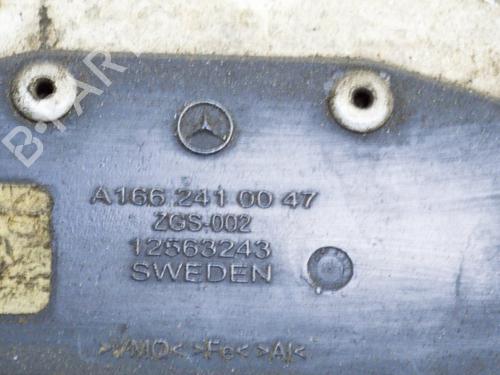 A166 241 00 47
ZGS-002
12563243
SWEDEN
>VMQ< >Fe< >Al<